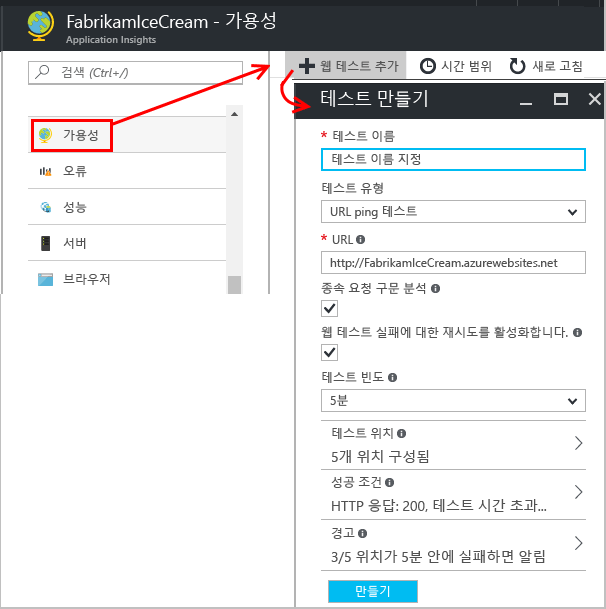 FabrikamIceCream - 가용성
Application Insights
검색 (Ctrl+/)
가용성
오류
성능
서버
브라우저
웹 테스트 추가
시간 범위
새로 고침
테스트 만들기
* 테스트 이름
테스트 이름 지정
테스트 유형
URL ping 테스트
* URL
http://FabrikamIceCream.azurewebsites.net
종속 요청 구문 분석
웹 테스트 실패에 대한 재시도를 활성화합니다.
테스트 빈도
5분
테스트 위치
5개 위치 구성됨
성공 조건
HTTP 응답: 200, 테스트 시간 초과...
경고
3/5 위치가 5분 안에 실패하면 알림
만들기